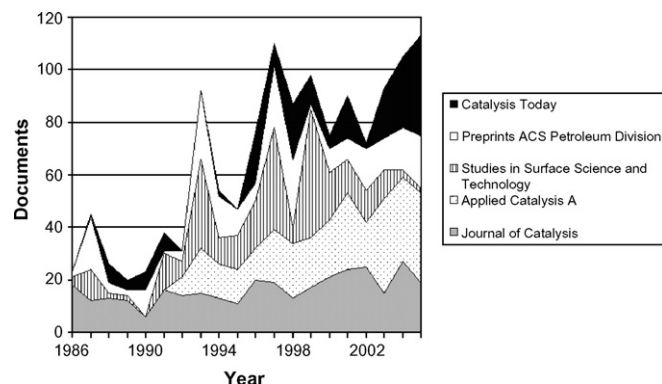 120
100
80
60
40
20
0
Documents
1986
1990
1994
1998
2002
Year
Catalysis Today
Preprints ACS Petroleum Division
Studies in Surface Science and
Technology
Applied Catalysis A
Journal of Catalysis